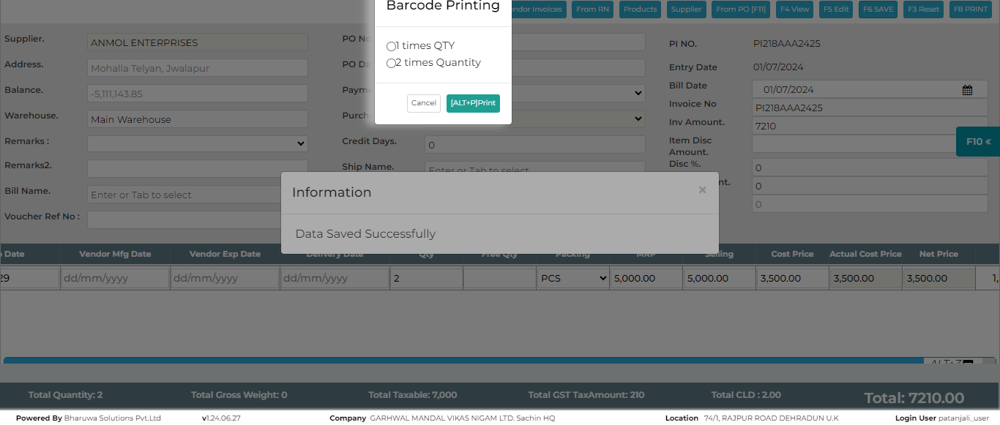 Barcode Printing
1 times QTY
2 times Quantity
Cancel
[ALT+P]Print
Invoices
From RN
Products
Supplier
From PO [F11]
F4 View
F5 Edit
F6 SAVE
F3 Reset
F8 PRINT
Supplier.
ANMOL ENTERPRISES
Address.
Mohalla Telyan, Jwalapur
Balance.
-5,111,143.85
Warehouse.
Main Warehouse
Remarks :
Remarks2.
Bill Name.
Enter or Tab to select
Voucher Ref No :
PO
PO
Credit Days.
0
Ship Name.
Enter or Tab to select
PI NO.
PI218AAA2425
Entry Date
01/07/2024
Bill Date
01/07/2024
Invoice No
PI218AAA2425
Inv Amount.
7210
Item Disc
Amount.
Disc %.
0
0
0
F10 «
Information
×
Data Saved Successfully
Date
Vendor Mfg Date
Vendor Exp Date
Delivery Date
Qty
Free Qty
Packing
MRP
Selling
Cost Price
Actual Cost Price
Net Price
29
dd/mm/yyyy
dd/mm/yyyy
dd/mm/yyyy
2
PCS
5,000.00
5,000.00
3,500.00
3,500.00
3,500.00
1,
ALT+Z
Total Quantity: 2
Total Gross Weight: 0
Total Taxable: 7,000
Total GST TaxAmount: 210
Total CLD : 2.00
Total: 7210.00
Powered By Bharuwa Solutions Pvt.Ltd
v1.24.06.27
Company GARHWAL MANDAL VIKAS NIGAM LTD. Sachin HQ
Location 74/1, RAJPUR ROAD DEHRADUN U.K
Login User patanjali_user